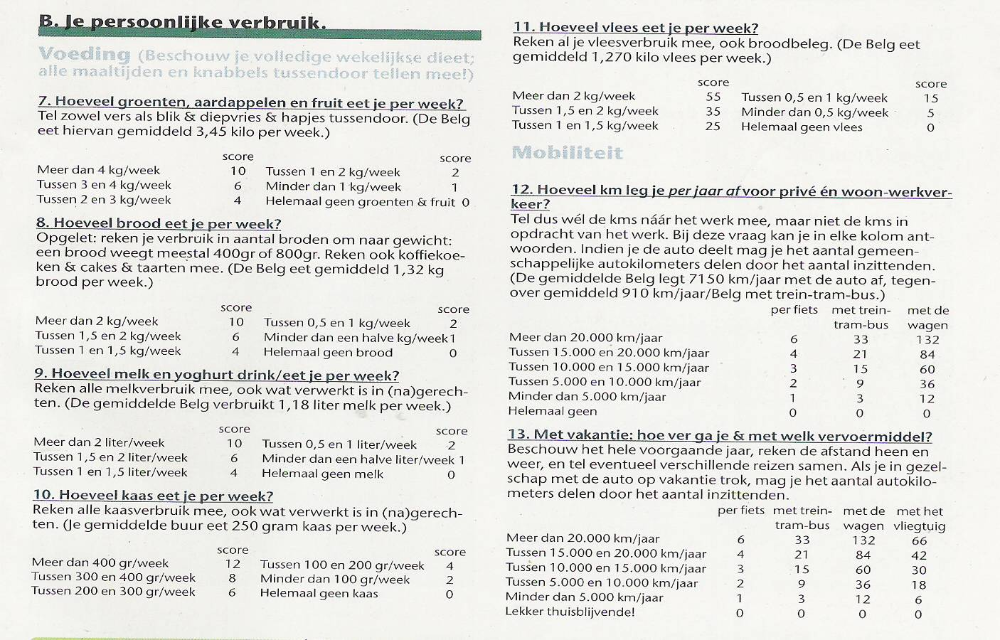 B. Je persoonlijke verbruik.
Voeding (Beschouw je volledige wekelijkse dieet;
alle maaltijden en knabbels tussendoor tellen mee!)
7. Hoeveel groenten, aardappelen en fruit eet je per week?
Tel zowel vers als blik & diepvries & hapjes tussendoor. (De Belg
eet hiervan gemiddeld 3,45 kilo per week.)
score score
Meer dan 4 kg/week 10 Tussen 1 en 2 kg/week 2
Tussen 3 en 4 kg/week 6 Minder dan 1 kg/week 1
Tussen 2 en 3 kg/week 4 Helemaal geen groenten & fruit 0
8. Hoeveel brood eet je per week?
Opgelet: reken je verbruik in aantal broden om naar gewicht:
een brood weegt meestal 400gr of 800gr. Reken ook koffiekoe-
ken & cakes & taarten mee. (De Belg eet gemiddeld 1,32 kg
brood per week.)
score score
Meer dan 2 kg/week 10 Tussen 0,5 en 1 kg/week 2
Tussen 1,5 en 2 kg/week 6 Minder dan een halve kg/week 1
Tussen 1 en 1,5 kg/week 4 Helemaal geen brood 0
9. Hoeveel melk en yoghurt drink/eet je per week?
Reken alle melkverbruik mee, ook wat verwerkt is in (na)gerech-
ten. (De gemiddelde Belg verbruikt 1,18 liter melk per week.)
score score
Meer dan 2 liter/week 10 Tussen 0,5 en 1 liter/week 2
Tussen 1,5 en 2 liter/week 6 Minder dan een halve liter/week 1
Tussen 1 en 1,5 liter/week 4 Helemaal geen melk 0
10. Hoeveel kaas eet je per week?
Reken alle kaasverbruik mee, ook wat verwerkt is in (na)gerech-
ten. (Je gemiddelde buur eet 250 gram kaas per week.)
score score
Meer dan 400 gr/week 12 Tussen 100 en 200 gr/week 4
Tussen 300 en 400 gr/week 8 Minder dan 100 gr/week 2
Tussen 200 en 300 gr/week 6 Helemaal geen kaas 0
11. Hoeveel vlees eet je per week?
Reken al je vleesverbruik mee, ook broodbeleg. (De Belg eet
gemiddeld 1,270 kilo vlees per week.)
score score
Meer dan 2 kg/week 55 Tussen 0,5 en 1 kg/week 15
Tussen 1,5 en 2 kg/week 35 Minder dan 0,5 kg/week 5
Tussen 1 en 1,5 kg/week 25 Helemaal geen vlees 0
Mobiliteit
12. Hoeveel km leg je per jaar af voor privé én woon-werkver-
keer?
Tel dus wél de kms náár het werk mee, maar niet de kms in
opdracht van het werk. Bij deze vraag kan je in elke kolom ant-
woorden. Indien je de auto deelt mag je het aantal gemeen-
schappelijke autokilometers delen door het aantal inzittenden.
(De gemiddelde Belg legt 7150 km/jaar met de auto af, tegen-
over gemiddeld 910 km/jaar/Belg met trein-tram-bus.)
per fiets met trein- met de
tram-bus wagen
Meer dan 20.000 km/jaar 6 33 132
Tussen 15.000 en 20.000 km/jaar 4 21 84
Tussen 10.000 en 15.000 km/jaar 3 15 60
Tussen 5.000 en 10.000 km/jaar 2 9 36
Minder dan 5.000 km/jaar 1 3 12
Helemaal geen 0 0 0
13. Met vakantie: hoe ver ga je & met welk vervoermiddel?
Beschouw het hele voorgaande jaar, reken de afstand heen en
weer, en tel eventueel verschillende reizen samen. Als je in gezel-
schap met de auto op vakantie trok, mag je het aantal autokilo-
meters delen door het aantal inzittenden.
per fiets met trein- met de met het
tram-bus wagen vliegtuig
Meer dan 20.000 km/jaar 6 33 132 66
Tussen 15.000 en 20.000 km/jaar 4 21 84 42
Tussen 10.000 en 15.000 km/jaar 3 15 60 30
Tussen 5.000 en 10.000 km/jaar 2 9 36 18
Minder dan 5.000 km/jaar 1 3 12 6
Lekker thuisblijvende! 0 0 0 0